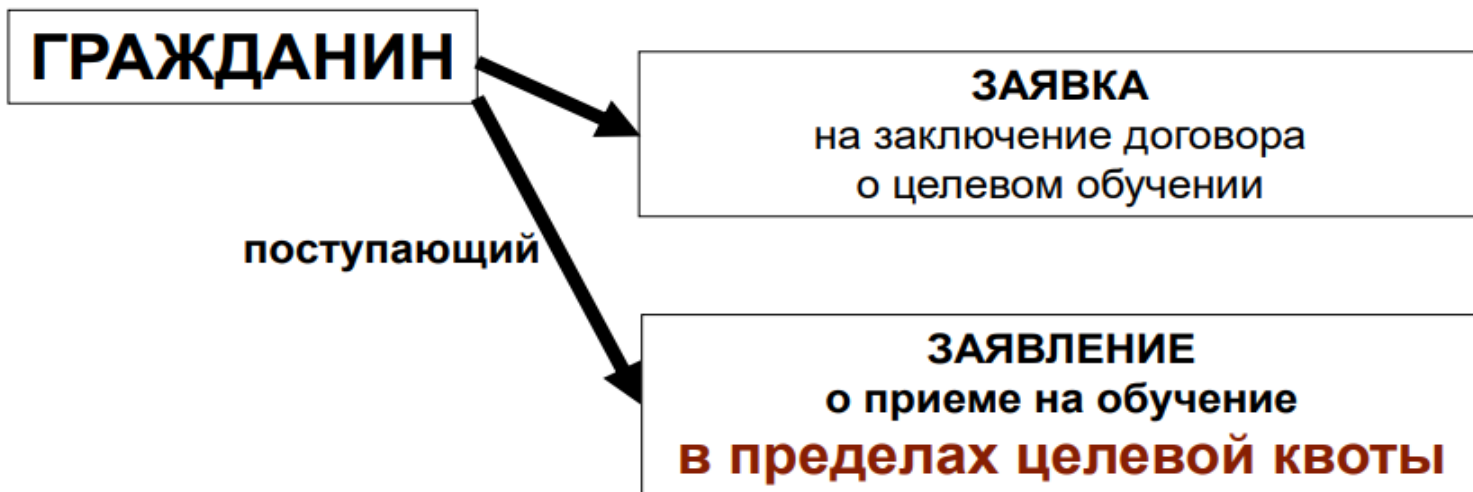 ГРАЖДАНИН
ЗАЯВКА
на заключение договора
о целевом обучении
поступающий
ЗАЯВЛЕНИЕ
о приеме на обучение
в пределах целевой квоты